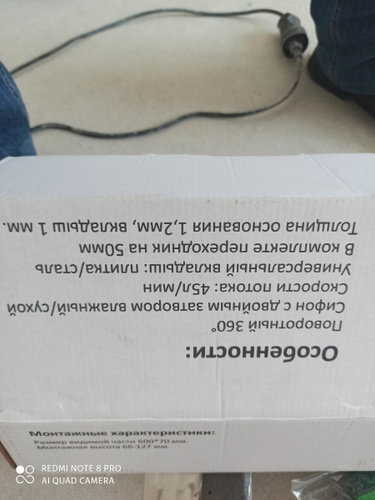 Особенности:
Поворотный 360°
Сифон с двойным затвором влажный/сухой
Скорости потока: 45л/мин
Универсальный вкладыш: плитка/сталь
В комплекте переходник на 50мм
Толщина основания 1,2мм, вкладыш 1 мм.
Монтажные характеристики:
Размер видимой части 600*70 мм.
Монтажная высота 66-127 мм.
REDMI NOTE 8 PRO
AI QUAD CAMERA